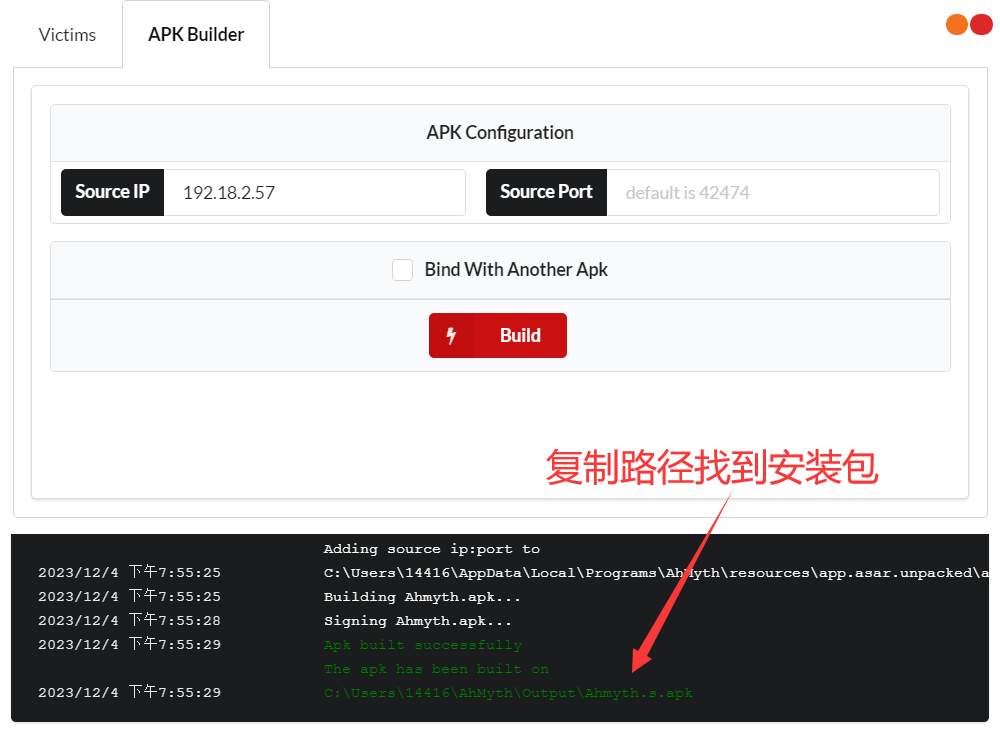 Victims
APK Builder
APK Configuration
Source IP 192.18.2.57 Source Port default is 42474
Bind With Another Apk
Build
复制路径找到安装包
Adding source ip:port to
2023/12/4 下午7:55:25 C:\Users\14416\AppData\Local\Programs\AhMyth\resources\app.asar.unpacked\a
2023/12/4 下午7:55:25 Building Ahmyth.apk...
2023/12/4 下午7:55:28 Signing Ahmyth.apk...
2023/12/4 下午7:55:29 Apk built successfully
The apk has been built on
2023/12/4 下午7:55:29 C:\Users\14416\AhMyth\Output\Ahmyth.s.apk